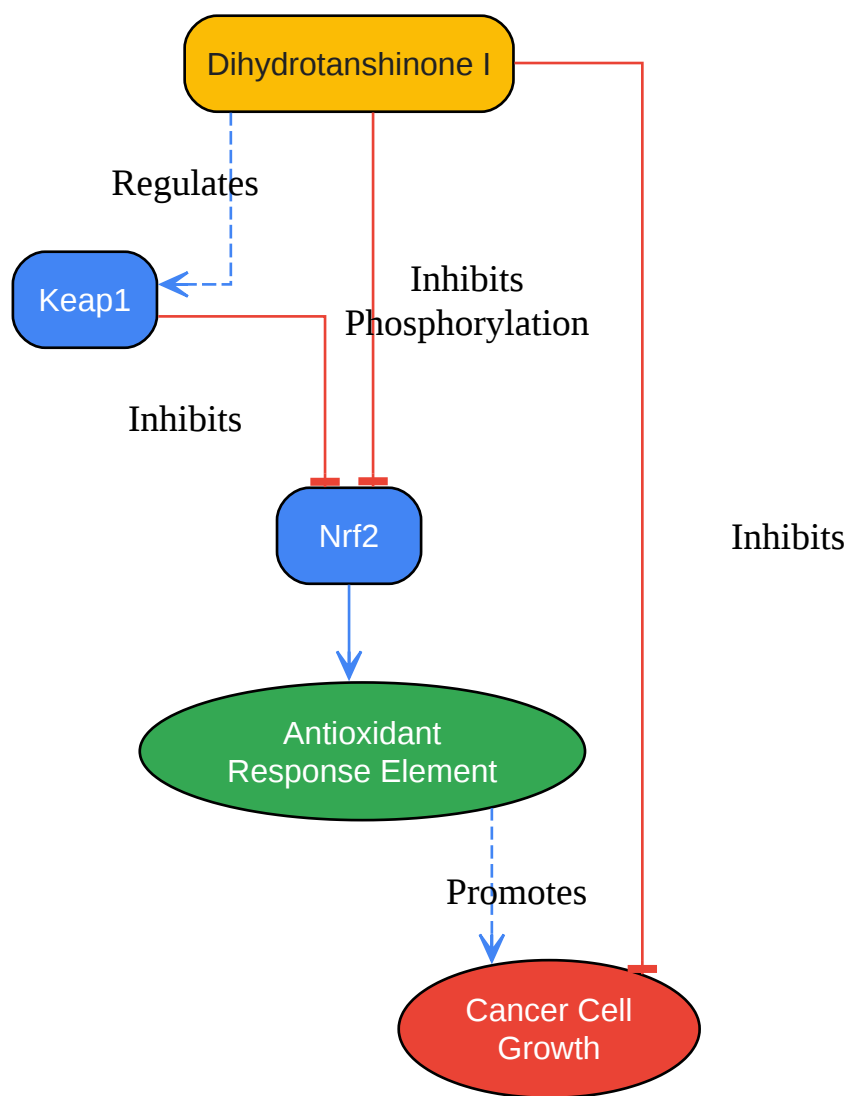 Dihydrotanshinone I
Regulates
Inhibits
Phosphorylation
Keap1
Inhibits
Nrf2
Inhibits
Antioxidant
Response Element
Promotes
Cancer Cell
Growth